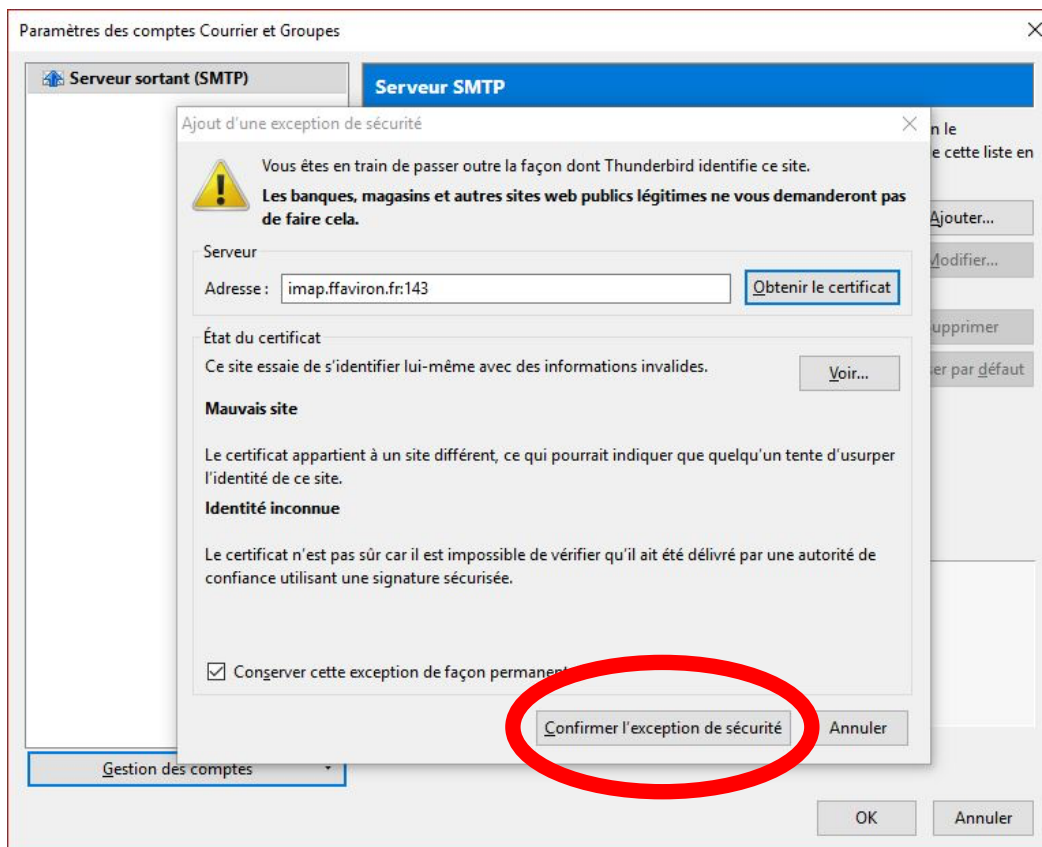 Paramètres des comptes Courrier et Groupes
Serveur sortant (SMTP)
Serveur SMTP
Ajout d'une exception de sécurité
n le
e cette liste en
Vous êtes en train de passer outre la façon dont Thunderbird identifie ce site.
Les banques, magasins et autres sites web publics légitimes ne vous demanderont pas
de faire cela.
Ajouter...
Modifier...
Serveur
Adresse : imap.ffaviron.fr:143
Obtenir le certificat
upprimer
er par défaut
État du certificat
Ce site essaie de s'identifier lui-même avec des informations invalides.
Voir...
Mauvais site
Le certificat appartient à un site différent, ce qui pourrait indiquer que quelqu'un tente d'usurper
l'identité de ce site.
Identité inconnue
Le certificat n'est pas sûr car il est impossible de vérifier qu'il ait été délivré par une autorité de
confiance utilisant une signature sécurisée.
Conserver cette exception de façon permanent
Confirmer l'exception de sécurité
Annuler
Gestion des comptes
OK
Annuler